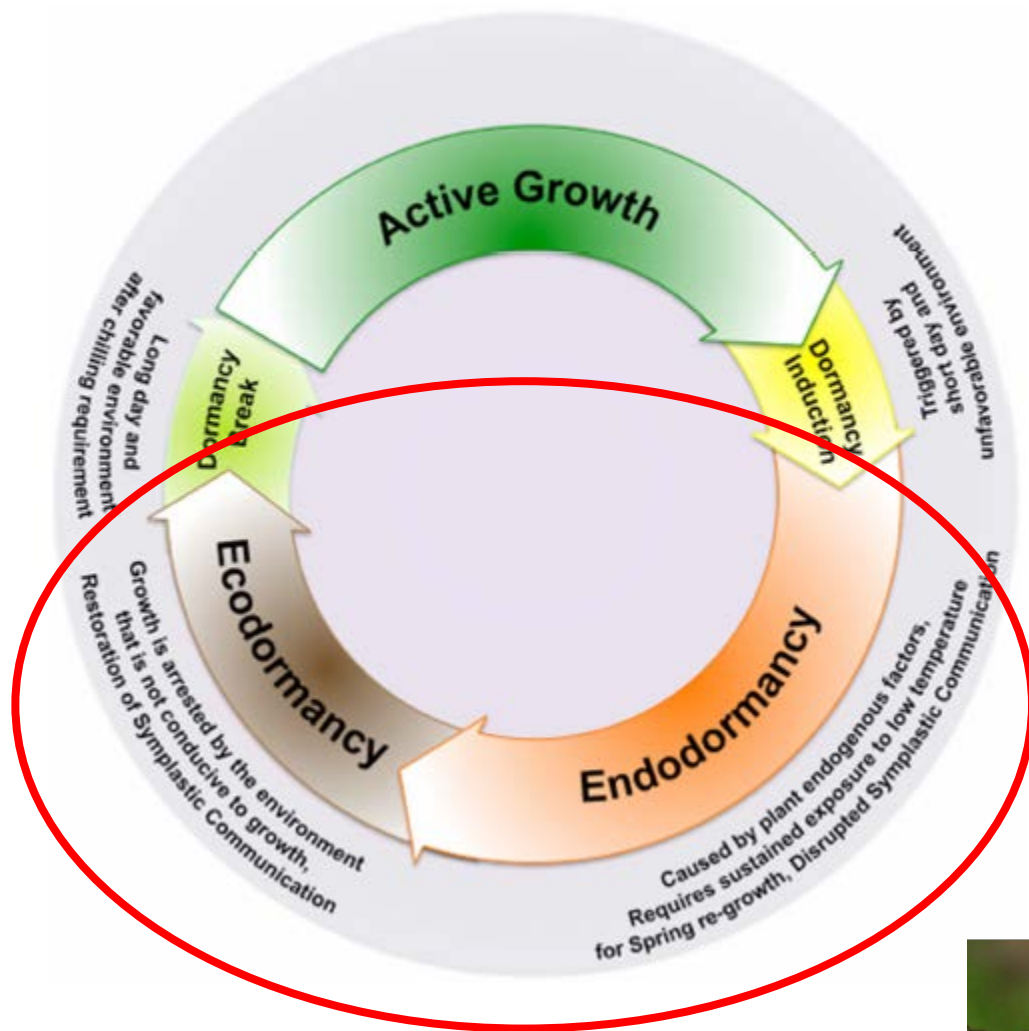 Active Growth
Dormancy
Induction
Triggered by
short day and
unfavorable environment
Endodormancy
Caused by plant endogenous factors,
Requires sustained exposure to low temperature
for Spring re-growth, Disrupted Symplastic Communication
Ecodormancy
Growth is arrested by the environment
that is not conducive to growth,
Restoration of Symplastic Communication
Dormancy
Break
Long day and
favorable environment
after chilling requirement